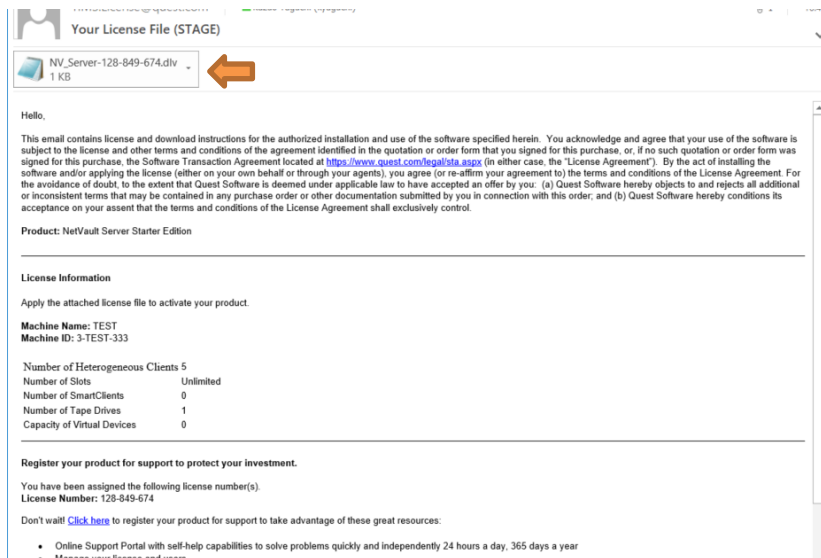 Your License File (STAGE)
NV_Server-128-849-674.dlv
1 KB
Hello,
This email contains license and download instructions for the authorized installation and use of the software specified herein. You acknowledge and agree that your use of the software is
subject to the license and other terms and conditions of the agreement identified in the quotation or order form that you signed for this purchase, or, if no such quotation or order form was
signed for this purchase, the Software Transaction Agreement located at https://www.quest.com/legal/sta.aspx (in either case, the “License Agreement”). By the act of installing the
software and/or applying the license (either on your own behalf or through your agents), you agree (or re-affirm your agreement to) the terms and conditions of the License Agreement. For
the avoidance of doubt, to the extent that Quest Software is deemed under applicable law to have accepted an offer by you: (a) Quest Software hereby objects to and rejects all additional
or inconsistent terms that may be contained in any purchase order or other documentation submitted by you in connection with this order; and (b) Quest Software hereby conditions its
acceptance on your assent that the terms and conditions of the License Agreement shall exclusively control.
Product: NetVault Server Starter Edition
License Information
Apply the attached license file to activate your product.
Machine Name: TEST
Machine ID: 3-TEST-333
Number of Heterogeneous Clients 5
Number of Slots Unlimited
Number of SmartClients 0
Number of Tape Drives 1
Capacity of Virtual Devices 0
Register your product for support to protect your investment.
You have been assigned the following license number(s).
License Number: 128-849-674
Don't wait! Click here to register your product for support to take advantage of these great resources:
Online Support Portal with self-help capabilities to solve problems quickly and independently 24 hours a day, 365 days a year